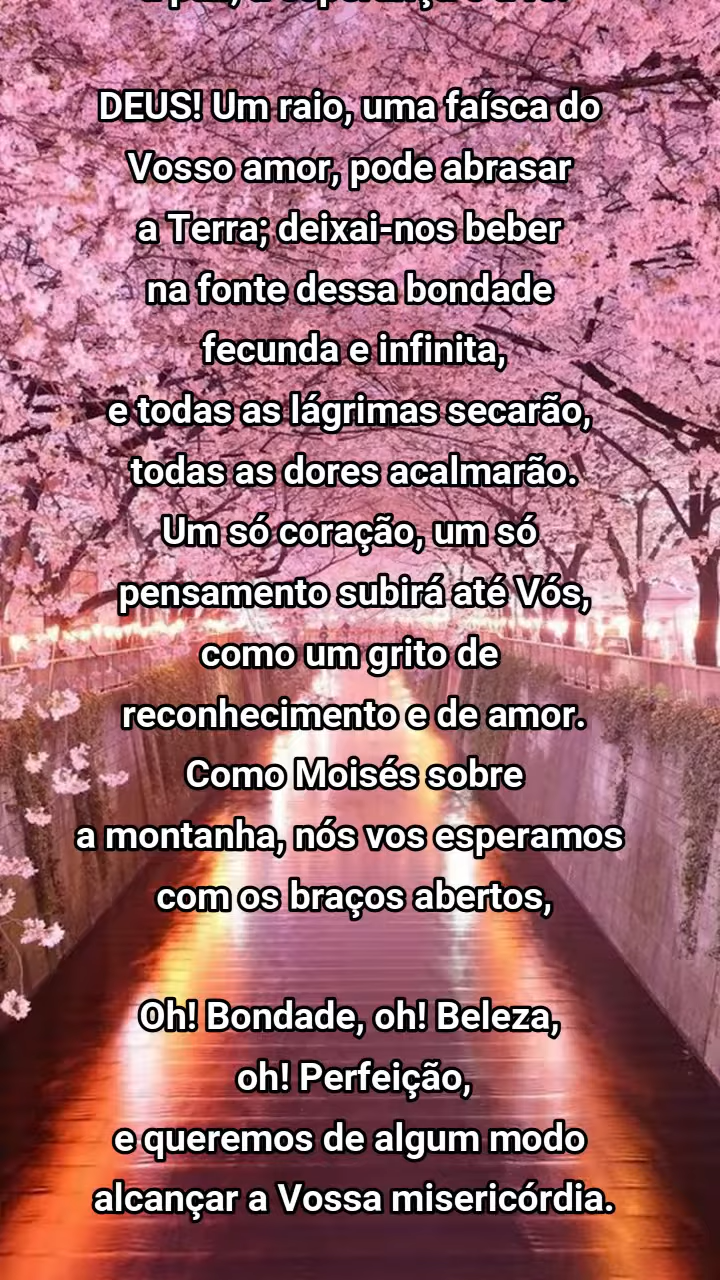 DEUS! Um raio, uma faísca do
Vosso amor, pode abrasar
a Terra; deixai-nos beber
na fonte dessa bondade
fecunda e infinita,
e todas as lágrimas secarão,
todas as dores acalmarão.
Um só coração, um só
pensamento subirá até Vós,
como um grito de
reconhecimento e de amor.
Como Moisés sobre
a montanha, nós vos esperamos
com os braços abertos,
Oh! Bondade, oh! Beleza,
oh! Perfeição,
e queremos de algum modo
alcançar a Vossa misericórdia.